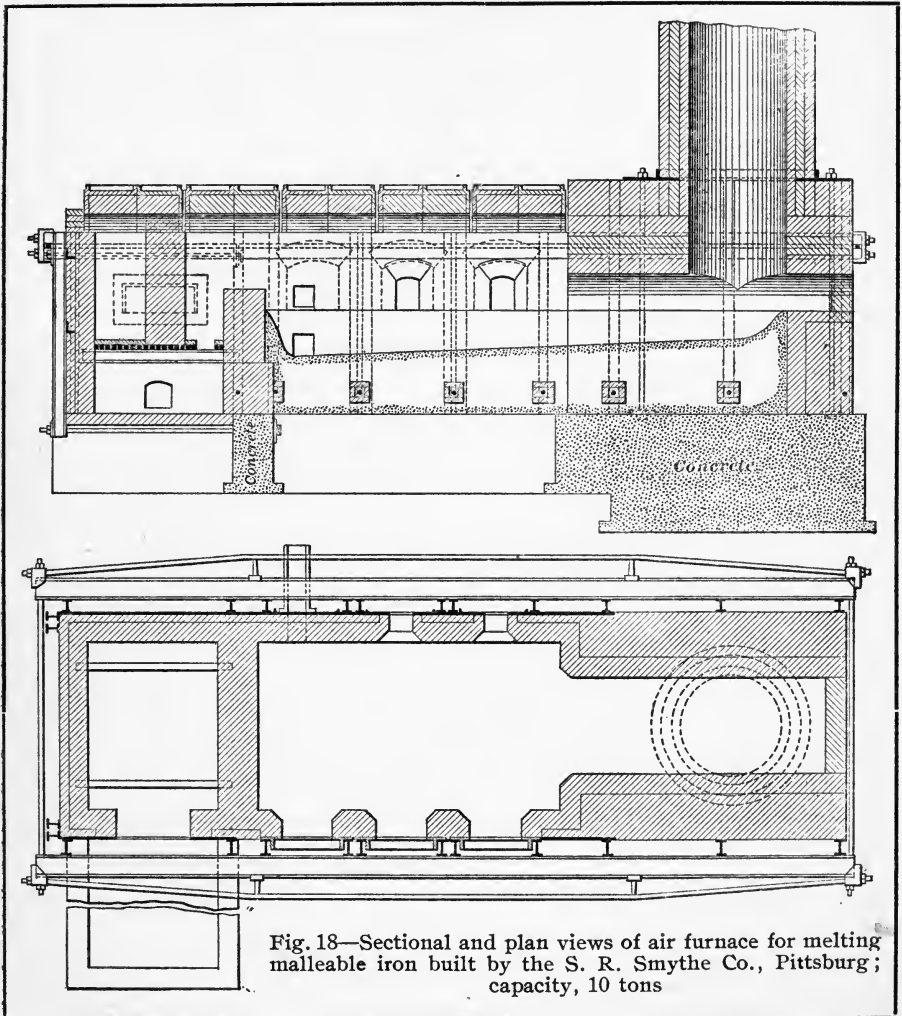 Concrete
Concrete
Fig. 18—Sectional and plan views of air furnace for melting
malleable iron built by the S. R. Smythe Co., Pittsburg;
capacity, 10 tons